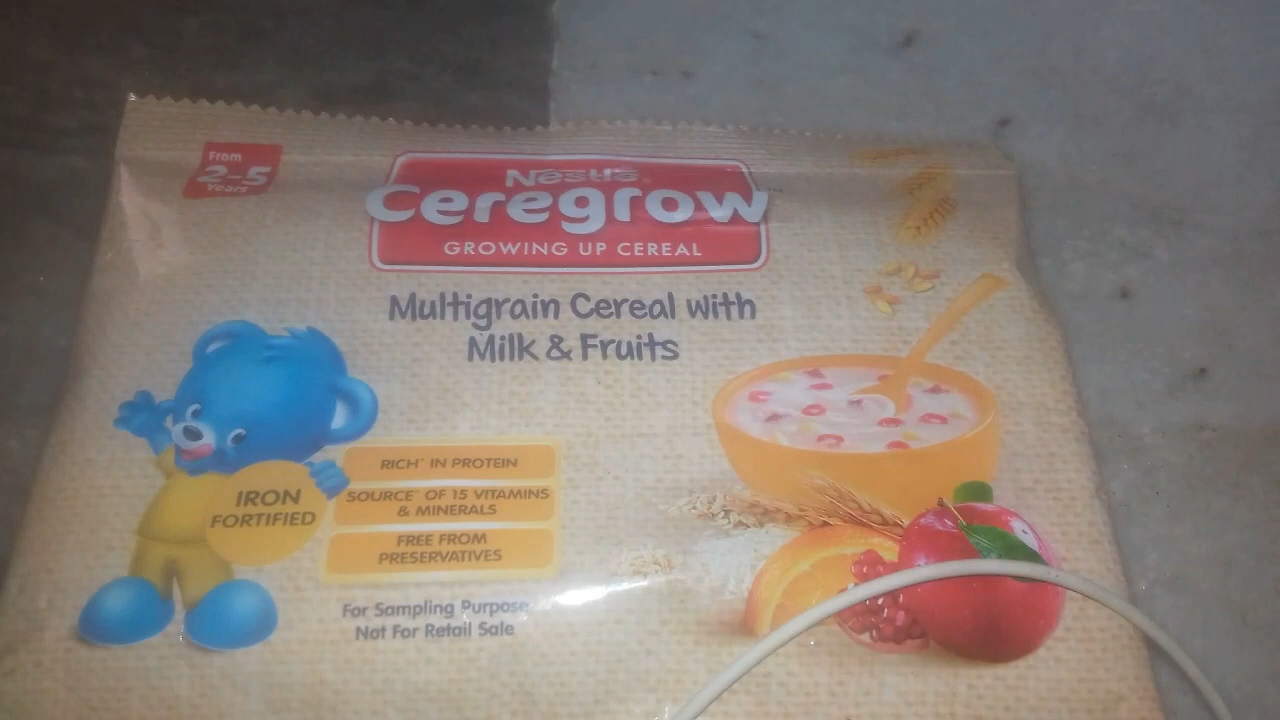 From
2-5
Years
Nestlé
Ceregrow
GROWING UP CEREAL
Multigrain Cereal with
Milk & Fruits
IRON
FORTIFIED
RICH* IN PROTEIN
SOURCE* OF 15 VITAMINS
& MINERALS
FREE FROM
PRESERVATIVES
For Sampling Purpose
Not For Retail Sale